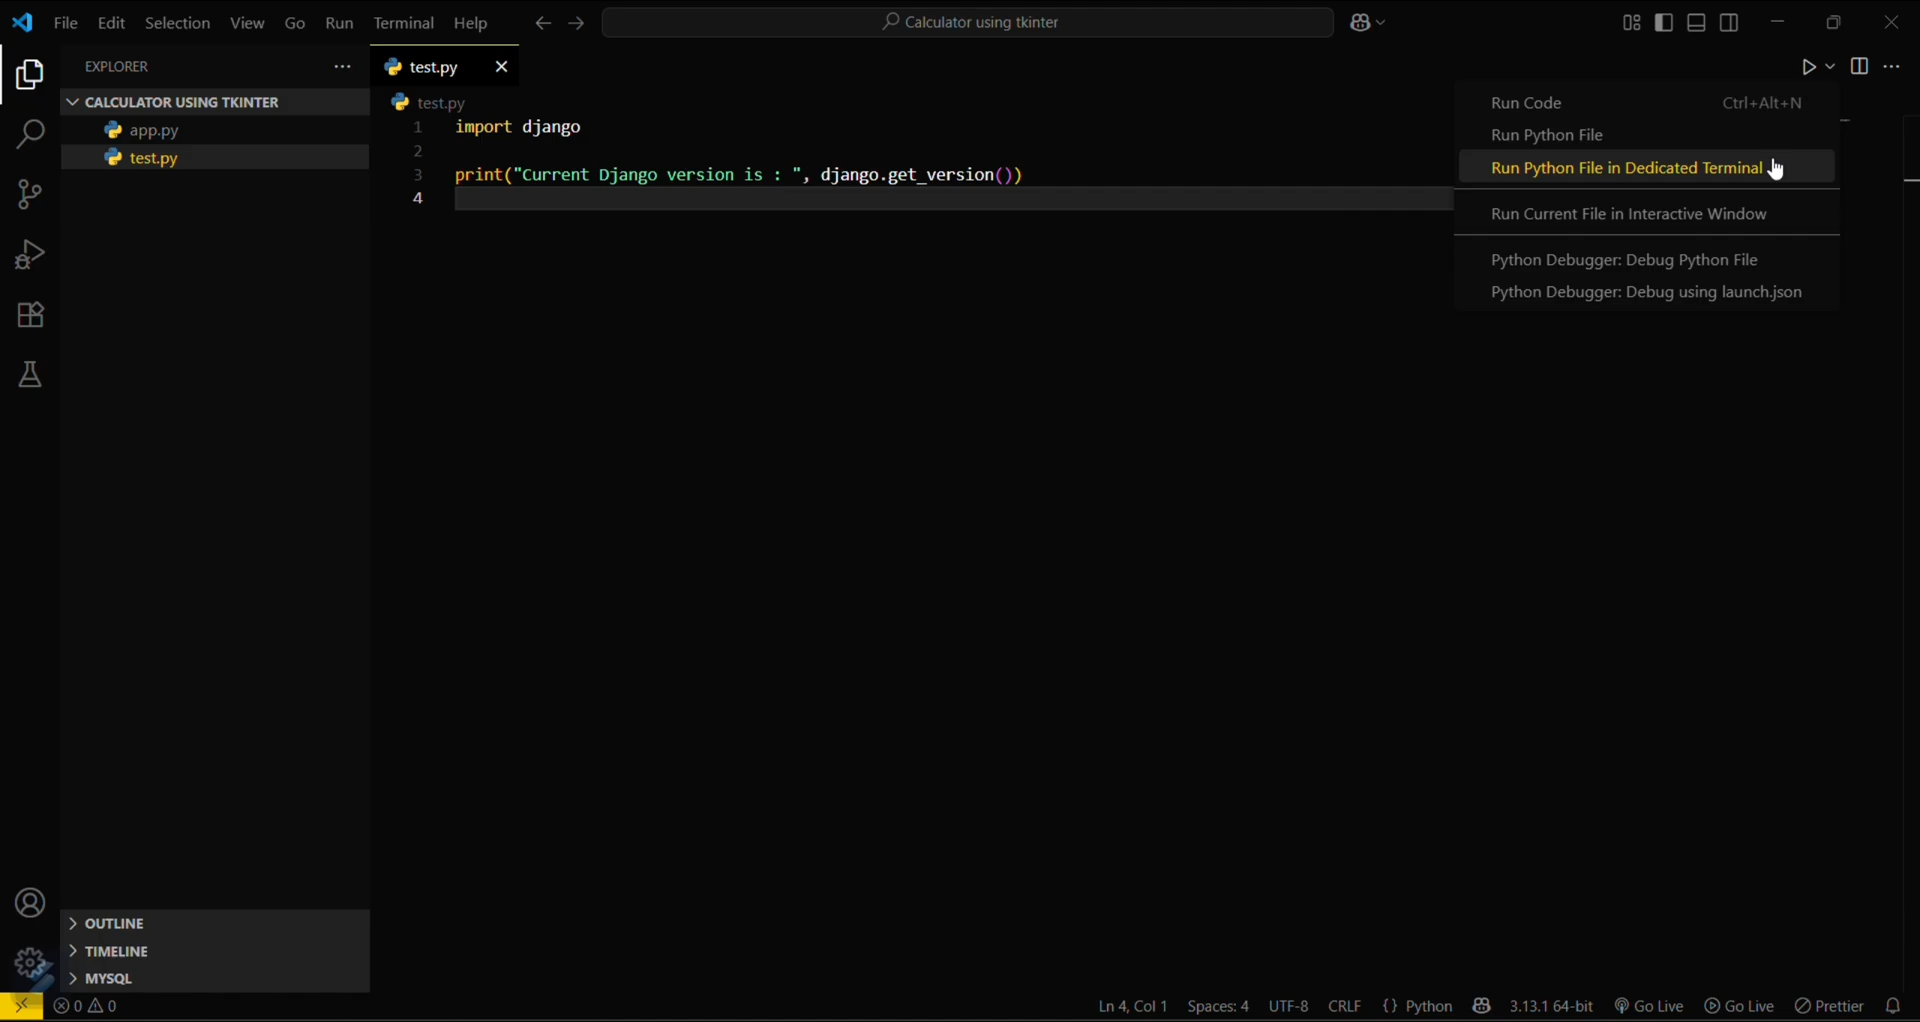 File Edit Selection View Go Run Terminal Help
Calculator using tkinter
EXPLORER
CALCULATOR USING TKINTER
app.py
test.py
OUTLINE
TIMELINE
MYSQL
test.py
test.py
1 import django
2
3 print("Current Django version is : ", django.get_version())
4
Run Code Ctrl+Alt+N
Run Python File
Run Python File in Dedicated Terminal
Run Current File in Interactive Window
Python Debugger: Debug Python File
Python Debugger: Debug using launch.json
0 0 Ln 4, Col 1 Spaces: 4 UTF-8 CRLF {} Python 3.13.1 64-bit Go Live Go Live Prettier